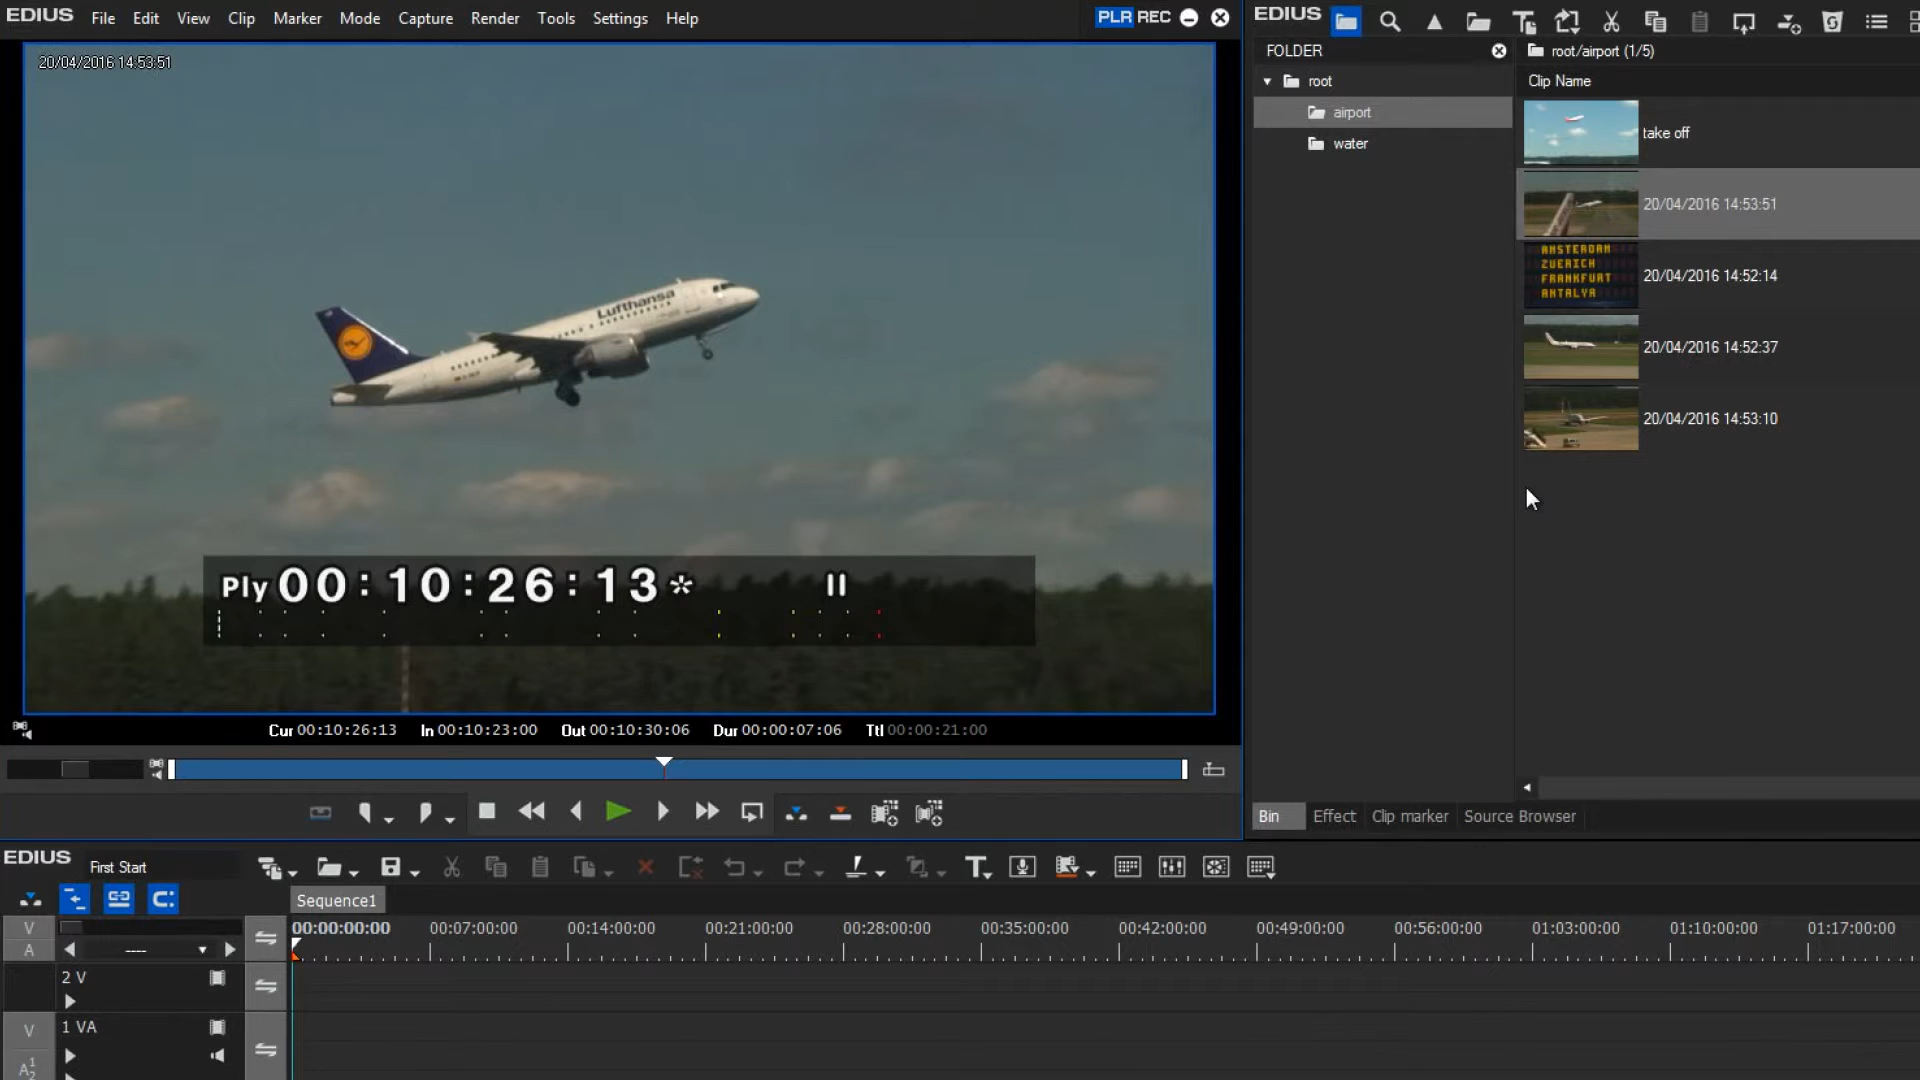 EDIUS File Edit View Clip Marker Mode Capture Render Tools Settings Help PLR REC
20/04/2016 14:53:51
Lufthansa
Ply 00:10:26:13*
Cur 00:10:26:13 In 00:10:23:00 Out 00:10:30:06 Dur 00:00:07:06 Ttl 00:00:21:00
EDIUS
FOLDER
root
airport
water
root/airport (1/5)
Clip Name
take off
20/04/2016 14:53:51
AMSTERDAM
ZUERICH
FRANKFURT
ANTALYA
20/04/2016 14:52:14
20/04/2016 14:52:37
20/04/2016 14:53:10
Bin Effect Clip marker Source Browser
EDIUS First Start
Sequence1
V 00:00:00:00 00:07:00:00 00:14:00:00 00:21:00:00 00:28:00:00 00:35:00:00 00:42:00:00 00:49:00:00 00:56:00:00 01:03:00:00 01:10:00:00 01:17:00:00
A ----
2 V
V 1 VA
A 1 2